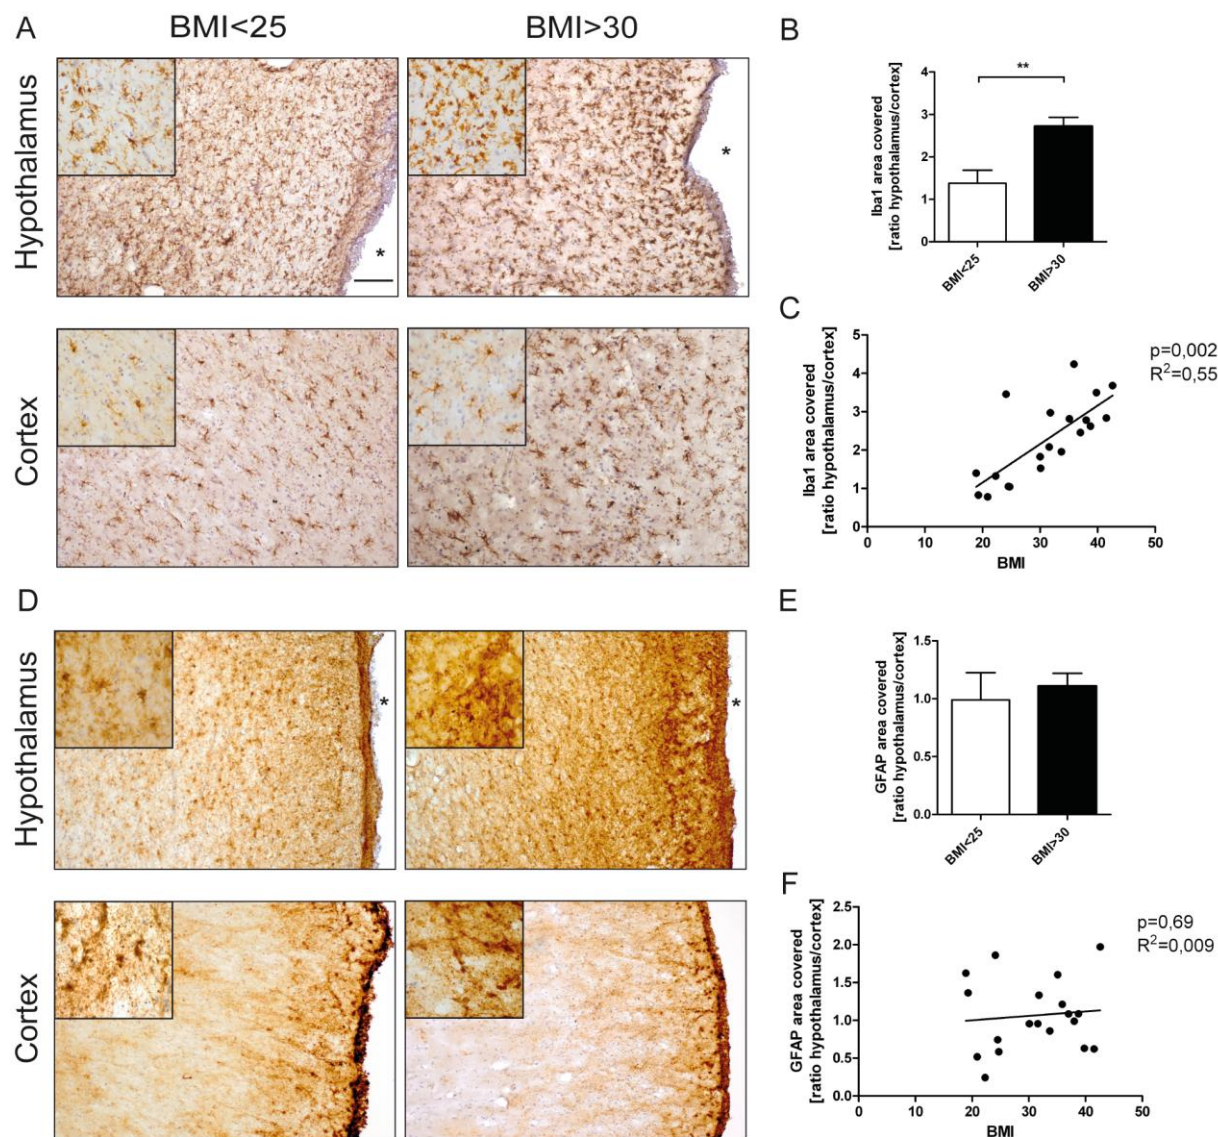 A
BMI<25
BMI>30
Hypothalamus
*
*
Cortex
B
Iba1 area covered
[ratio hypothalamus/cortex]
4
3
2
1
0
**
BMI<25
BMI>30
C
Iba1 area covered
[ratio hypothalamus/cortex]
5
4
3
2
1
0
0
10
20
30
40
50
BMI
p=0,002
R²=0,55
D
Hypothalamus
*
*
Cortex
E
GFAP area covered
[ratio hypothalamus/cortex]
1.5
1.0
0.5
0.0
BMI<25
BMI>30
F
GFAP area covered
[ratio hypothalamus/cortex]
2.5
2.0
1.5
1.0
0.5
0.0
0
10
20
30
40
50
BMI
p=0,69
R²=0,009